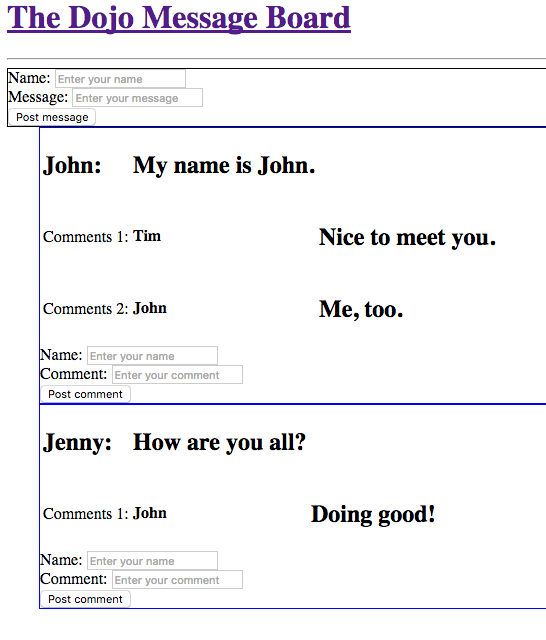 The Dojo Message Board
Name: Enter your name
Message: Enter your message
Post message
John: My name is John.
Comments 1: Tim Nice to meet you.
Comments 2: John Me, too.
Name: Enter your name
Comment: Enter your comment
Post comment
Jenny: How are you all?
Comments 1: John Doing good!
Name: Enter your name
Comment: Enter your comment
Post comment